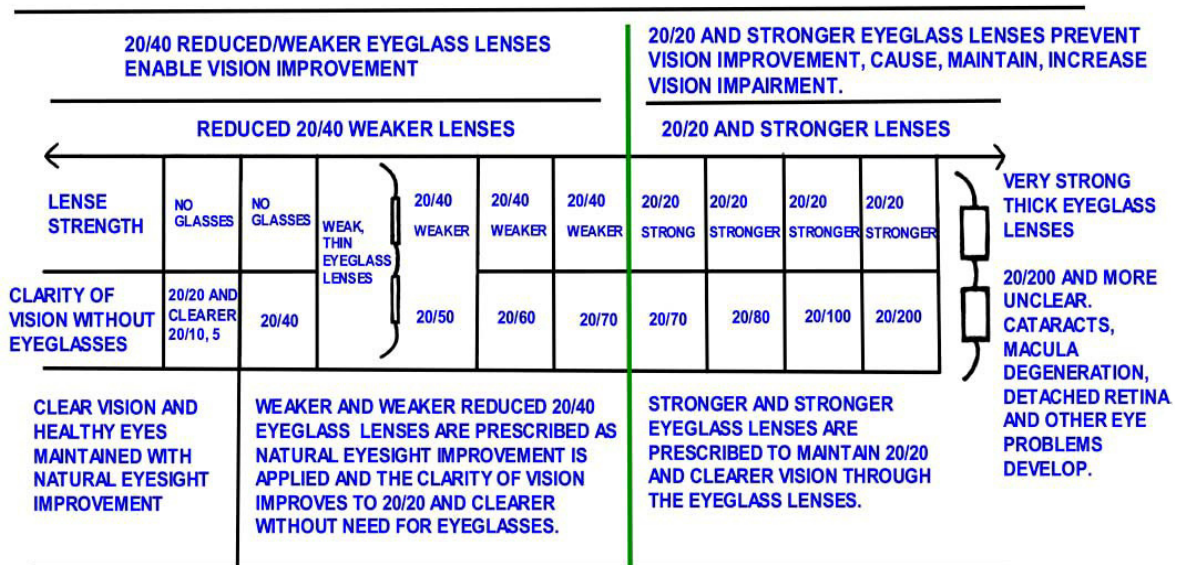 20/40 REDUCED/WEAKER EYEGLASS LENSES
ENABLE VISION IMPROVEMENT
20/20 AND STRONGER EYEGLASS LENSES PREVENT
VISION IMPROVEMENT, CAUSE, MAINTAIN, INCREASE
VISION IMPAIRMENT.
REDUCED 20/40 WEAKER LENSES
20/20 AND STRONGER LENSES
LENSE
STRENGTH
NO
GLASSES
NO
GLASSES
WEAK,
THIN
EYEGLASS
LENSES
20/40
WEAKER
20/40
WEAKER
20/40
WEAKER
20/20
STRONG
20/20
STRONGER
20/20
STRONGER
20/20
STRONGER
VERY STRONG
THICK EYEGLASS
LENSES
CLARITY OF
VISION WITHOUT
EYEGLASSES
20/20 AND
CLEARER
20/10, 5
20/40
20/50
20/60
20/70
20/70
20/80
20/100
20/200
20/200 AND MORE
UNCLEAR.
CATARACTS,
MACULA
DEGENERATION,
DETACHED RETINA
AND OTHER EYE
PROBLEMS
DEVELOP.
CLEAR VISION AND
HEALTHY EYES
MAINTAINED WITH
NATURAL EYESIGHT
IMPROVEMENT
WEAKER AND WEAKER REDUCED 20/40
EYEGLASS LENSES ARE PRESCRIBED AS
NATURAL EYESIGHT IMPROVEMENT IS
APPLIED AND THE CLARITY OF VISION
IMPROVES TO 20/20 AND CLEARER
WITHOUT NEED FOR EYEGLASSES.
STRONGER AND STRONGER
EYEGLASS LENSES ARE
PRESCRIBED TO MAINTAIN 20/20
AND CLEARER VISION THROUGH
THE EYEGLASS LENSES.